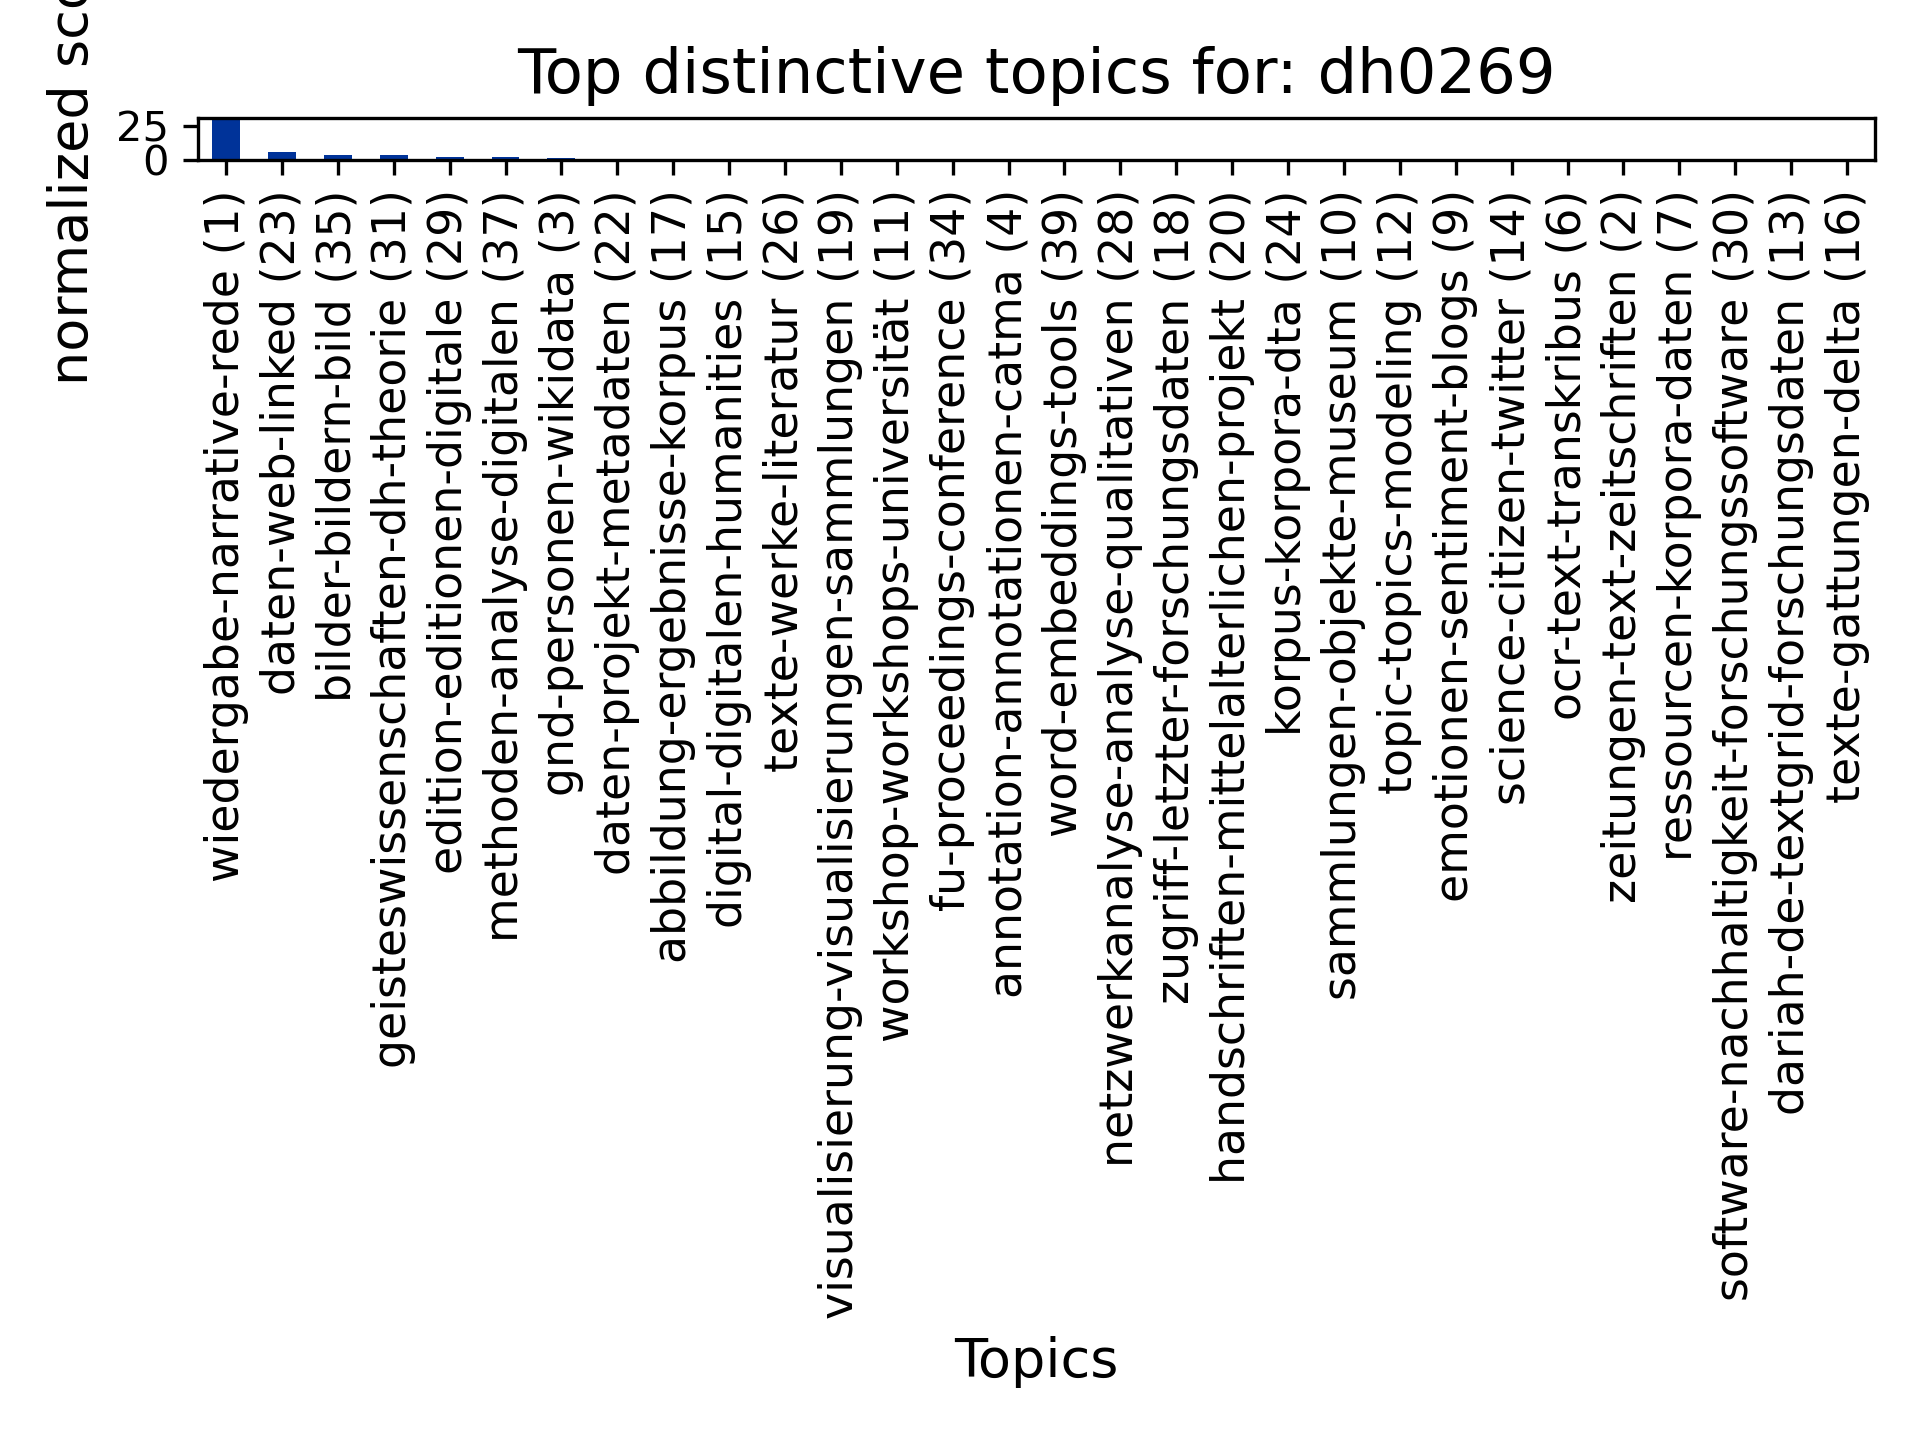 Top distinctive topics for: dh0269
normalized
25
0
wiedergabe-narrative-rede (1)
daten-web-linked (23)
bilder-bildern-bild (35)
geisteswissenschaften-dh-theorie (31)
edition-editionen-digitale (29)
methoden-analyse-digitalen (37)
gnd-personen-wikidata (3)
daten-projekt-metadaten (22)
abbildung-ergebnisse-korpus (17)
digital-digitalen-humanities (15)
texte-werke-literatur (26)
visualisierung-visualisierungen-sammlungen (19)
workshop-workshops-universität (11)
fu-proceedings-conference (34)
annotation-annotationen-catma (4)
word-embeddings-tools (39)
netzwerkanalyse-analyse-qualitativen (28)
zugriff-letzter-forschungsdaten (18)
handschriften-mittelalterlichen-projekt (20)
korpus-korpora-dta (24)
sammlungen-objekte-museum (10)
topic-topics-modeling (12)
emotionen-sentiment-blogs (9)
science-citizen-twitter (14)
ocr-text-transkribus (6)
zeitungen-text-zeitschriften (2)
ressourcen-korpora-daten (7)
software-nachhaltigkeit-forschungssoftware (30)
dariah-de-textgrid-forschungsdaten (13)
texte-gattungen-delta (16)
Topics